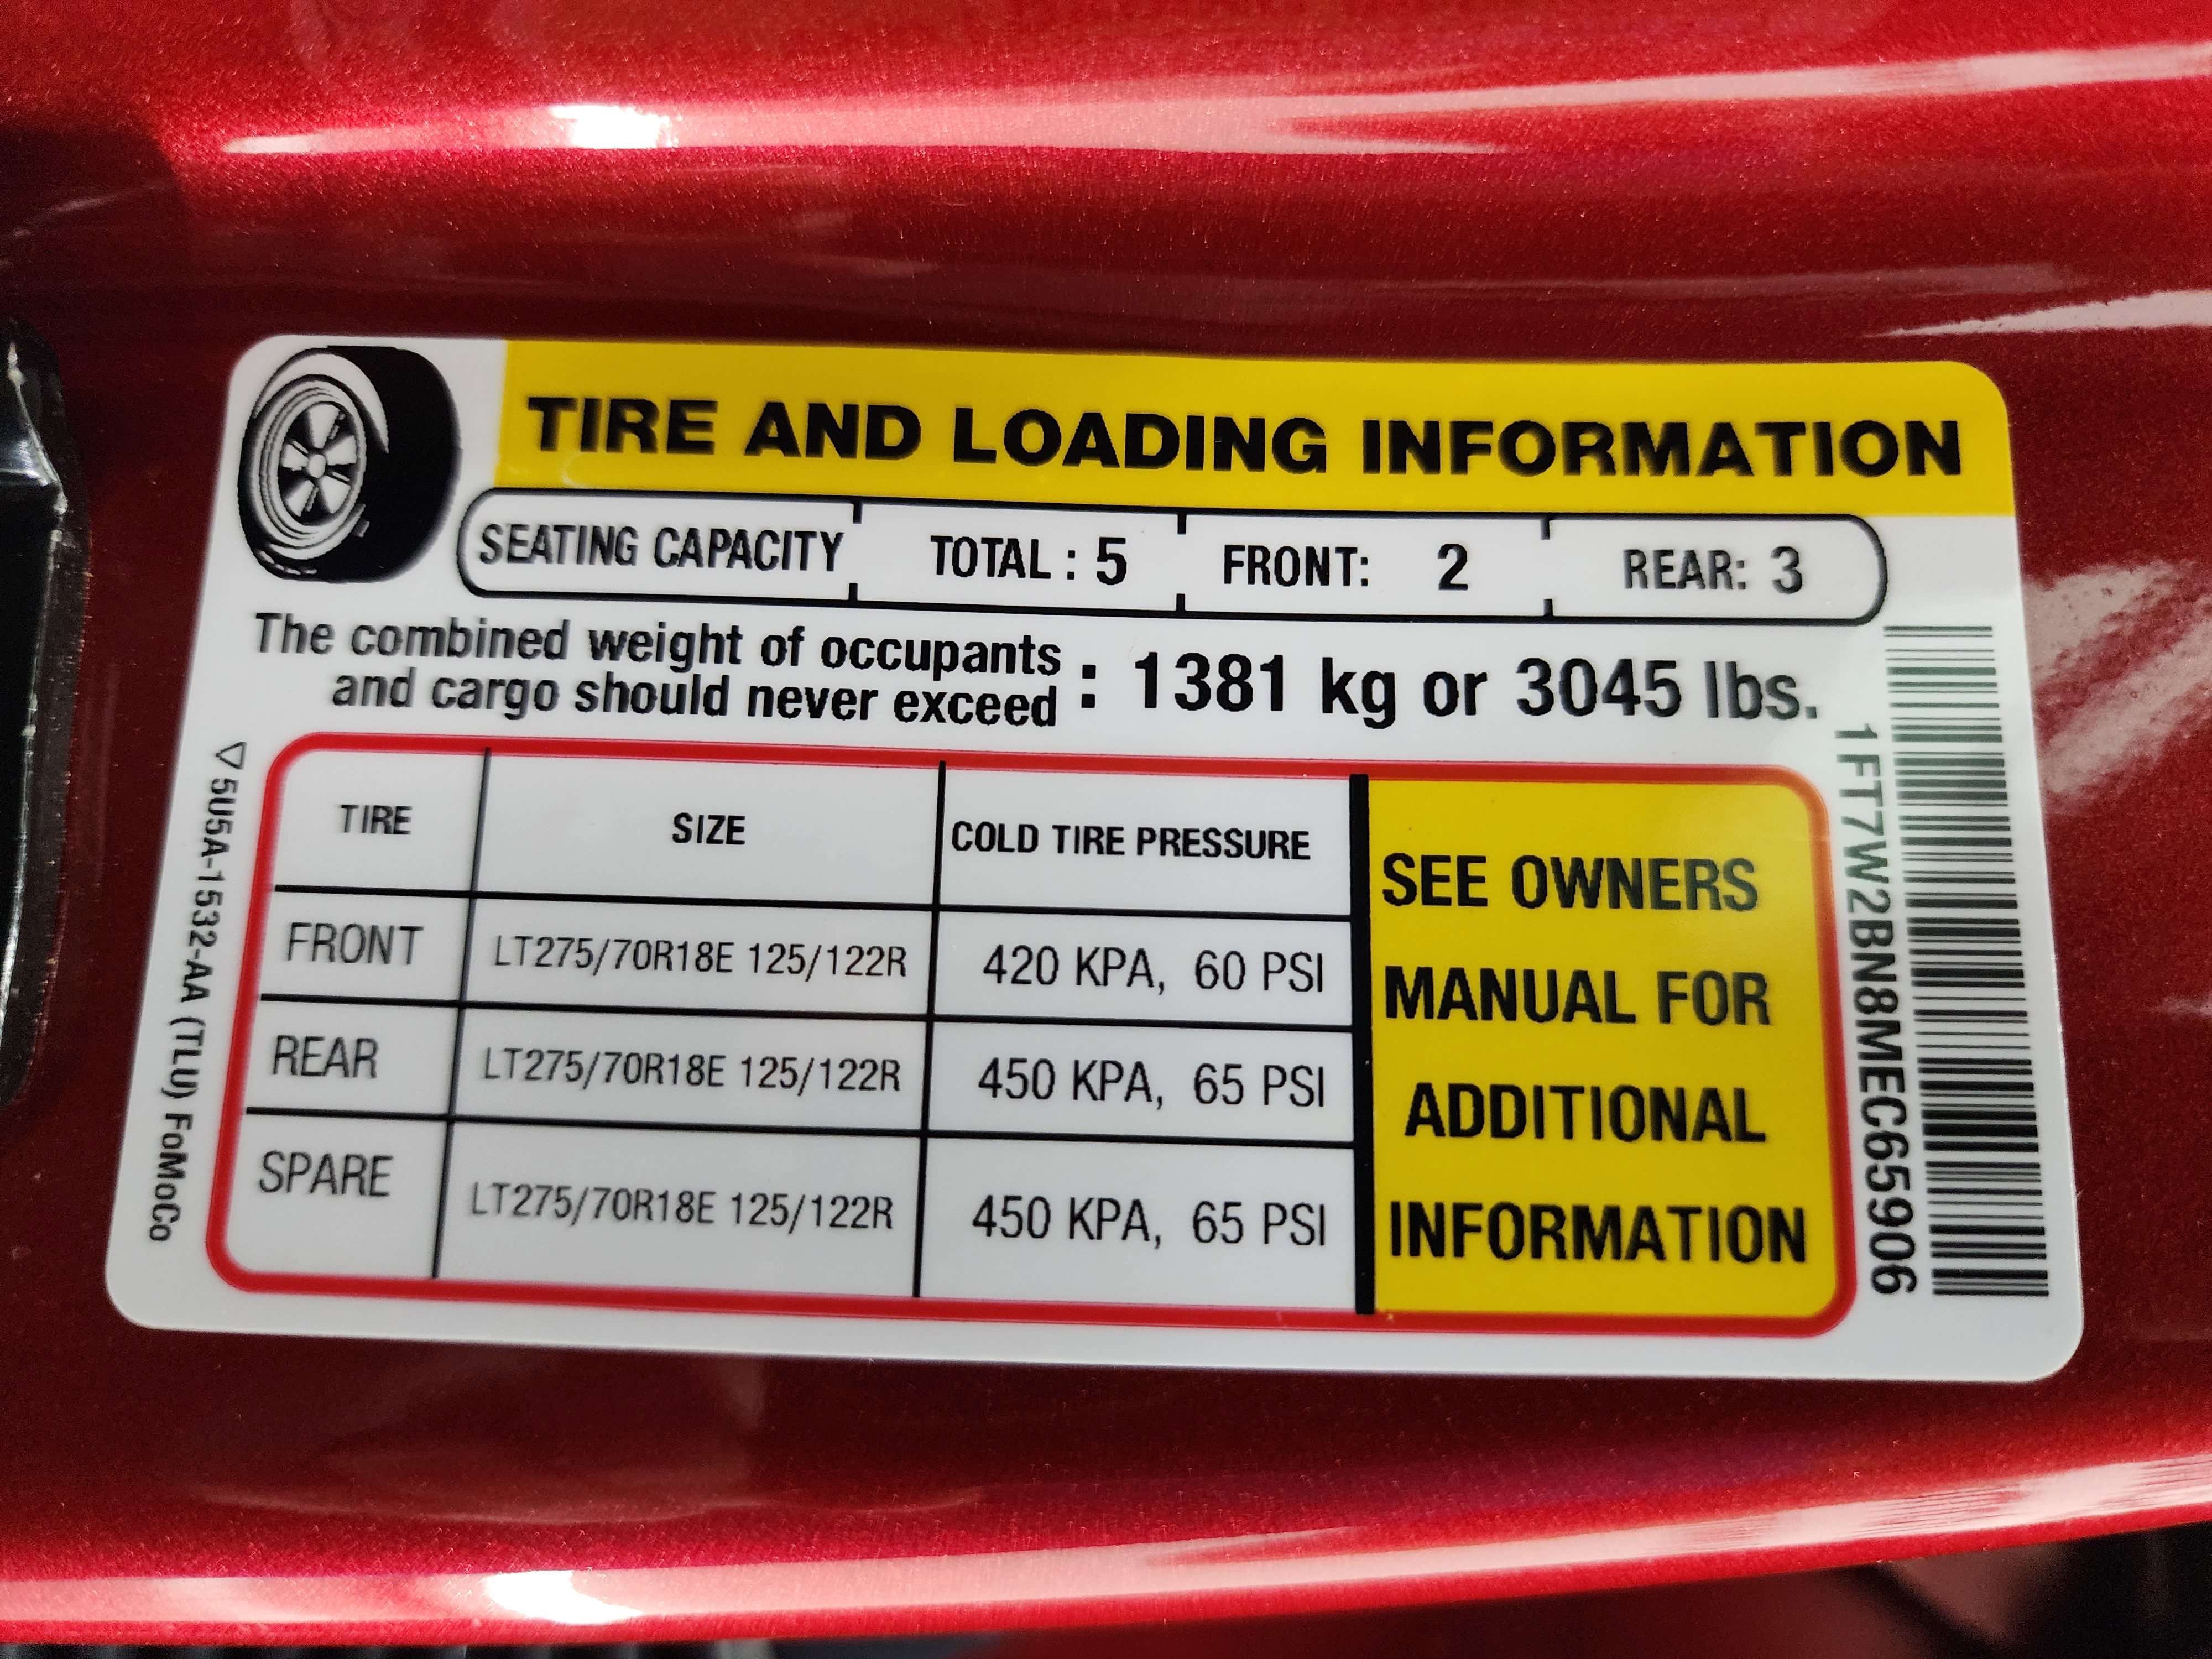 TIRE AND LOADING INFORMATION
SEATING CAPACITY TOTAL : 5 FRONT: 2 REAR: 3
The combined weight of occupants
and cargo should never exceed : 1381 kg or 3045 lbs.
TIRE SIZE COLD TIRE PRESSURE
FRONT LT275/70R18E 125/122R 420 KPA, 60 PSI
REAR LT275/70R18E 125/122R 450 KPA, 65 PSI
SPARE LT275/70R18E 125/122R 450 KPA, 65 PSI
SEE OWNERS
MANUAL FOR
ADDITIONAL
INFORMATION
1FT7W2BN8MEC65906
▽5U5A-1532-AA (TLU) FoMoCo